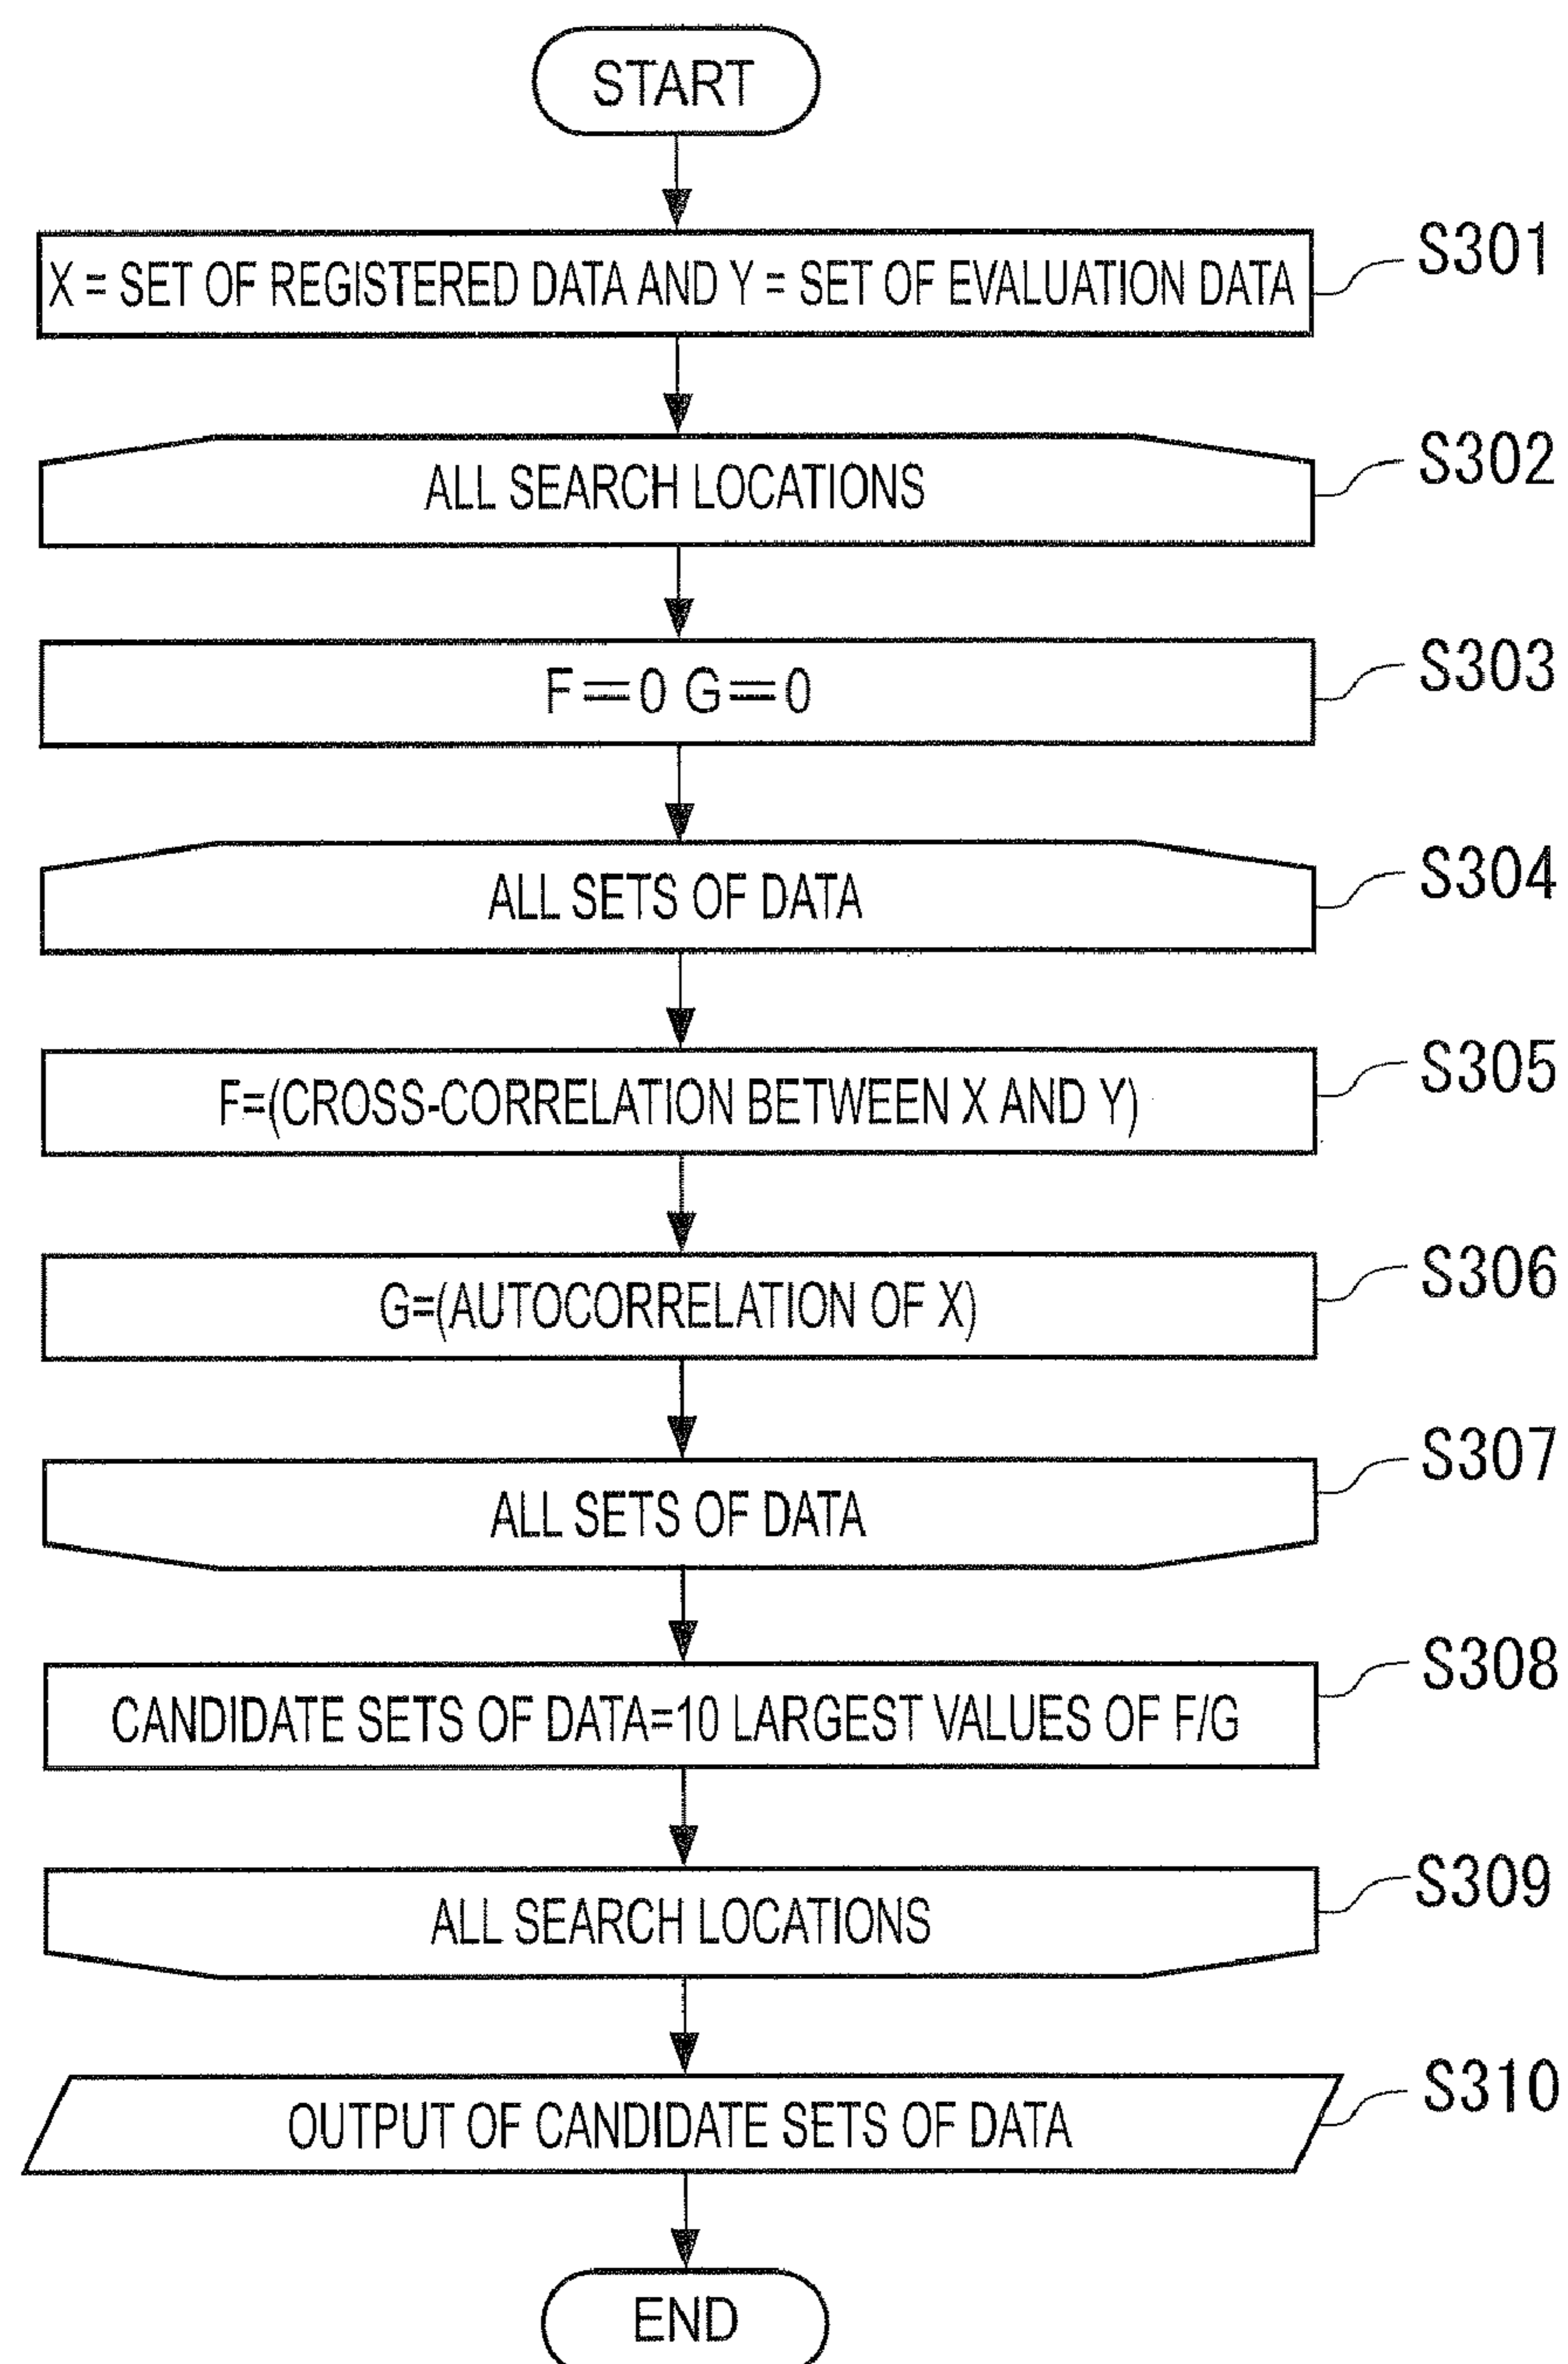 START
X = SET OF REGISTERED DATA AND Y = SET OF EVALUATION DATA
S301
ALL SEARCH LOCATIONS
S302
F=0 G=0
S303
ALL SETS OF DATA
S304
F=(CROSS-CORRELATION BETWEEN X AND Y)
S305
G=(AUTOCORRELATION OF X)
S306
ALL SETS OF DATA
S307
CANDIDATE SETS OF DATA=10 LARGEST VALUES OF F/G
S308
ALL SEARCH LOCATIONS
S309
OUTPUT OF CANDIDATE SETS OF DATA
S310
END